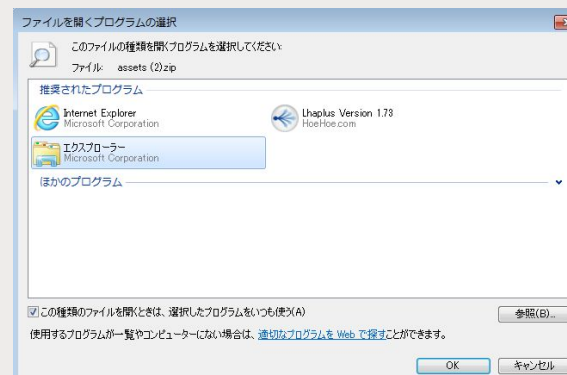 ファイルを開くプログラムの選択
このファイルの種類を開くプログラムを選択してください:
ファイル: assets (2).zip
推奨されたプログラム
Internet Explorer
Microsoft Corporation
Lhaplus Version 1.73
HoeHoe.com
エクスプローラー
Microsoft Corporation
ほかのプログラム
この種類のファイルを開くときは、選択したプログラムをいつも使う(A)
参照(B)...
使用するプログラムが一覧やコンピューターにない場合は、適切なプログラムを Web で探すことができます。
OK
キャンセル